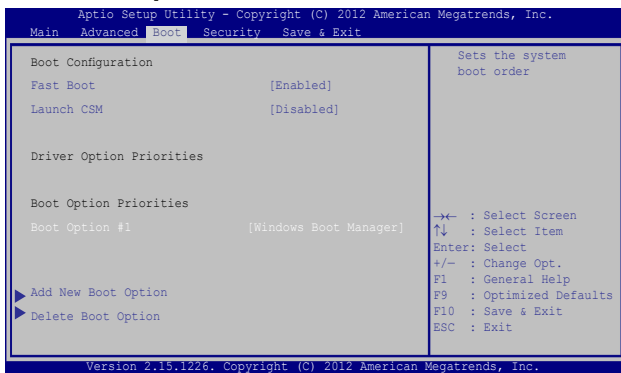 Aptio Setup Utility - Copyright (C) 2012 American Megatrends, Inc.
Main Advanced Boot Security Save & Exit
Boot Configuration
Fast Boot [Enabled]
Launch CSM [Disabled]
Driver Option Priorities
Boot Option Priorities
Boot Option #1 [Windows Boot Manager]
Add New Boot Option
Delete Boot Option
Sets the system
boot order
→← : Select Screen
↑↓ : Select Item
Enter: Select
+/— : Change Opt.
F1 : General Help
F9 : Optimized Defaults
F10 : Save & Exit
ESC : Exit
Version 2.15.1226. Copyright (C) 2012 American Megatrends, Inc.